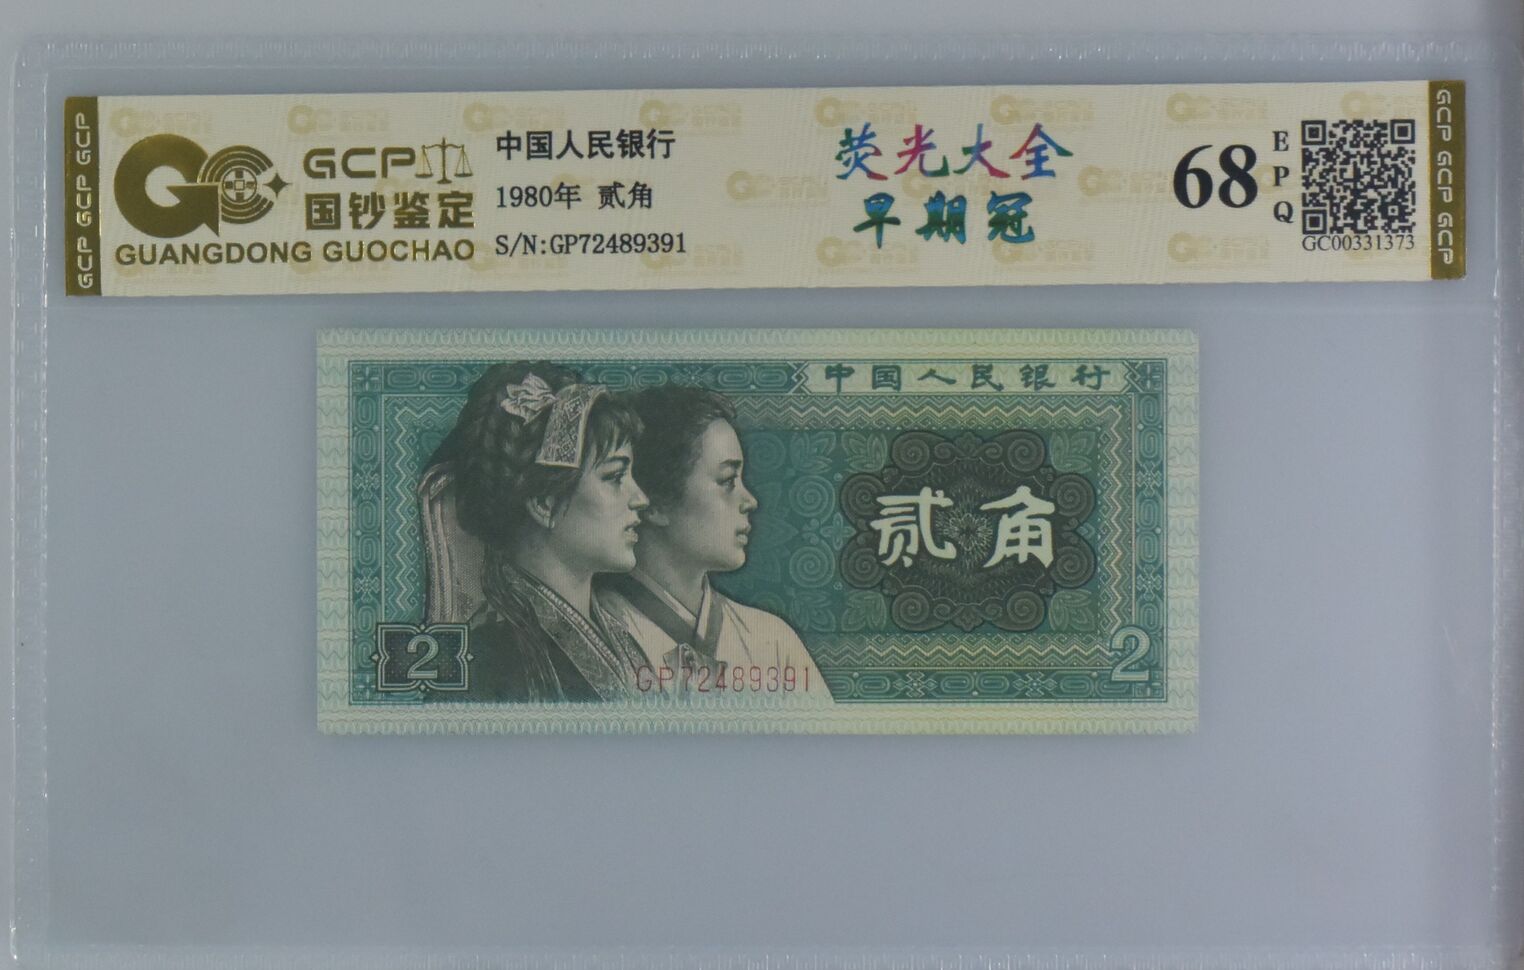 GCP GCP GCP
GCP
国钞鉴定
GUANGDONG GUOCHAO
中国人民银行
1980年 贰角
S/N:GP72489391
荧光大全
早期冠
68
EPQ
GC00331373
GCP GCP GCP
中国人民银行
贰角
2
2
GP72489391